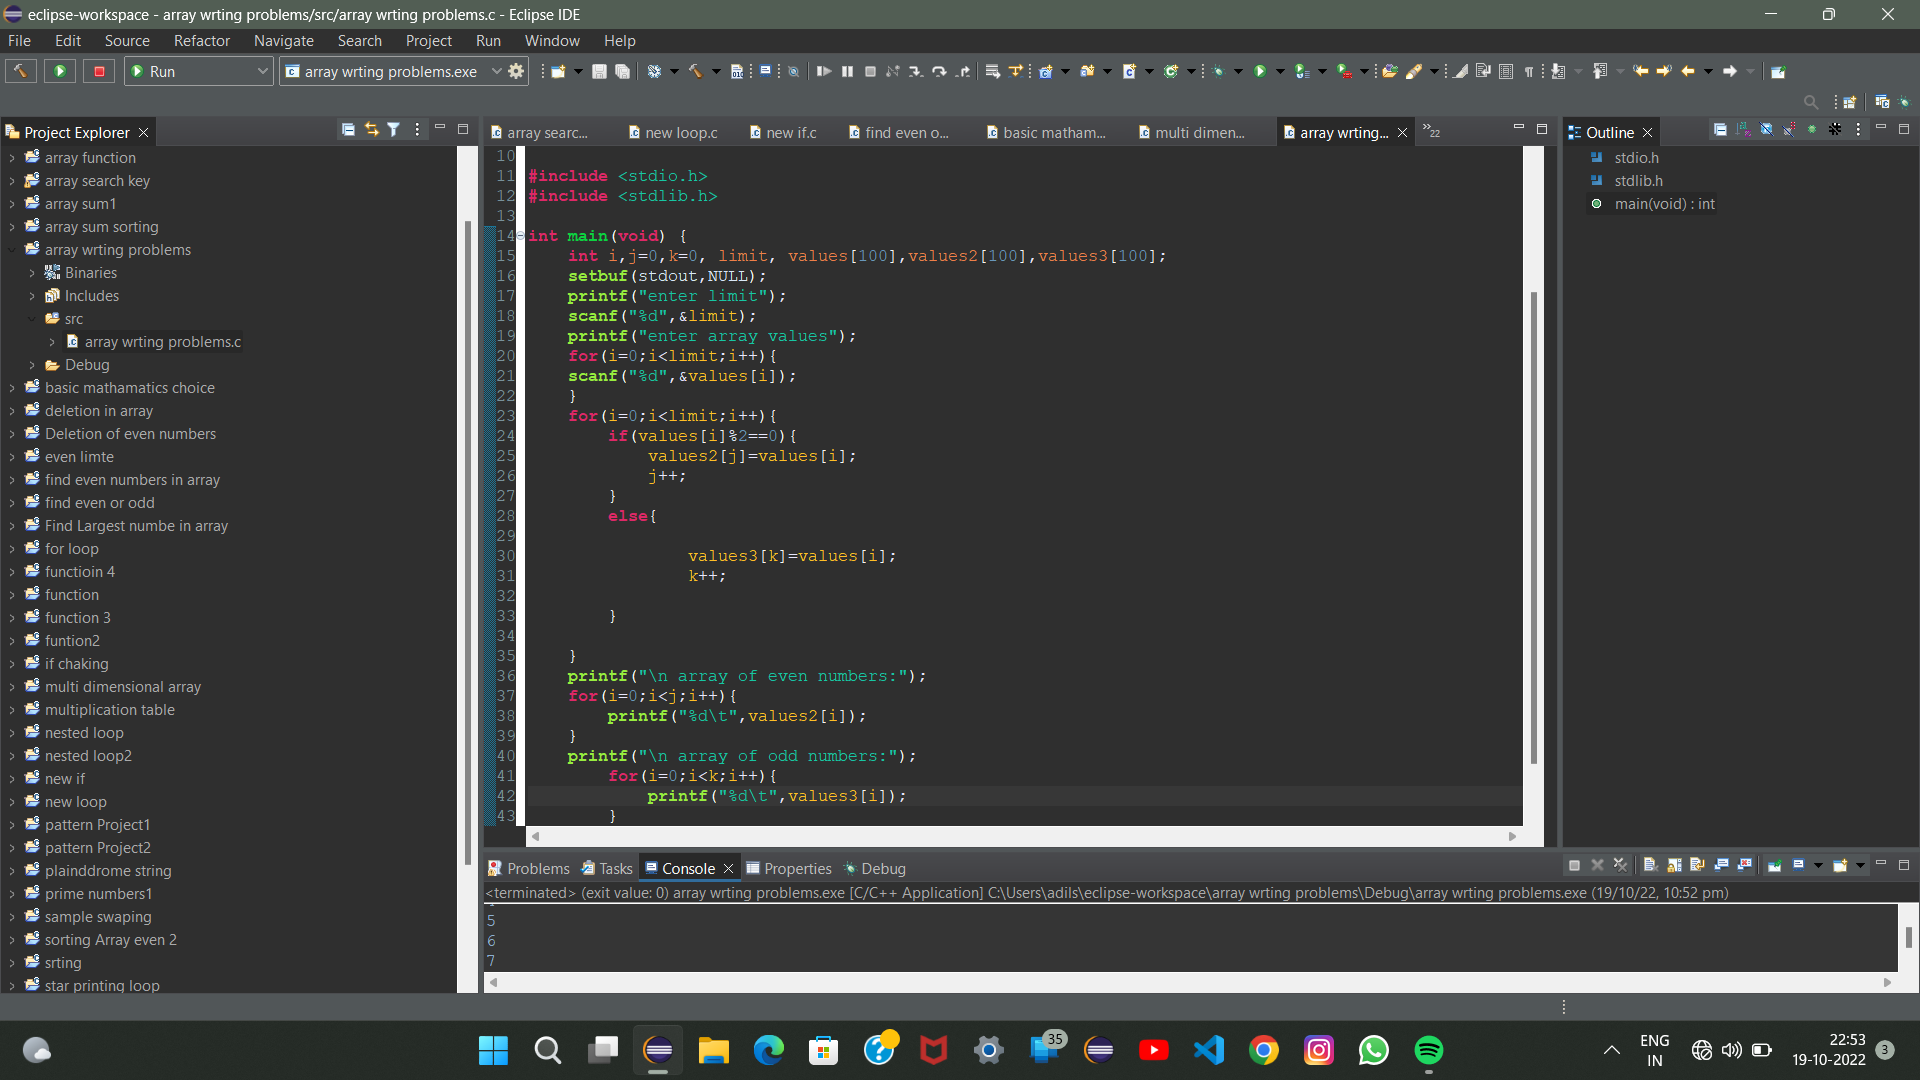 eclipse-workspace - array wrting problems/src/array wrting problems.c - Eclipse IDE
File Edit Source Refactor Navigate Search Project Run Window Help
Run array wrting problems.exe
Project Explorer
array function
array search key
array sum1
array sum sorting
array wrting problems
Binaries
Includes
src
array wrting problems.c
Debug
basic mathamatics choice
deletion in array
Deletion of even numbers
even limte
find even numbers in array
find even or odd
Find Largest numbe in array
for loop
functioin 4
function
function 3
funtion2
if chaking
multi dimensional array
multiplication table
nested loop
nested loop2
new if
new loop
pattern Project1
pattern Project2
plainddrome string
prime numbers1
sample swaping
sorting Array even 2
srting
star printing loop
array searc... new loop.c new if.c find even o... basic matham... multi dimen... array wrting... »22
10
11 #include <stdio.h>
12 #include <stdlib.h>
13
14 int main(void) {
15 int i,j=0,k=0, limit, values[100],values2[100],values3[100];
16 setbuf(stdout,NULL);
17 printf("enter limit");
18 scanf("%d",&limit);
19 printf("enter array values");
20 for(i=0;i<limit;i++){
21 scanf("%d",&values[i]);
22 }
23 for(i=0;i<limit;i++){
24 if(values[i]%2==0){
25 values2[j]=values[i];
26 j++;
27 }
28 else{
29
30 values3[k]=values[i];
31 k++;
32
33 }
34
35 }
36 printf("\n array of even numbers:");
37 for(i=0;i<j;i++){
38 printf("%d\t",values2[i]);
39 }
40 printf("\n array of odd numbers:");
41 for(i=0;i<k;i++){
42 printf("%d\t",values3[i]);
43 }
Outline
stdio.h
stdlib.h
main(void) : int
Problems Tasks Console Properties Debug
<terminated> (exit value: 0) array wrting problems.exe [C/C++ Application] C:\Users\adils\eclipse-workspace\array wrting problems\Debug\array wrting problems.exe (19/10/22, 10:52 pm)
5
6
7
35
ENG
IN
22:53
19-10-2022
3